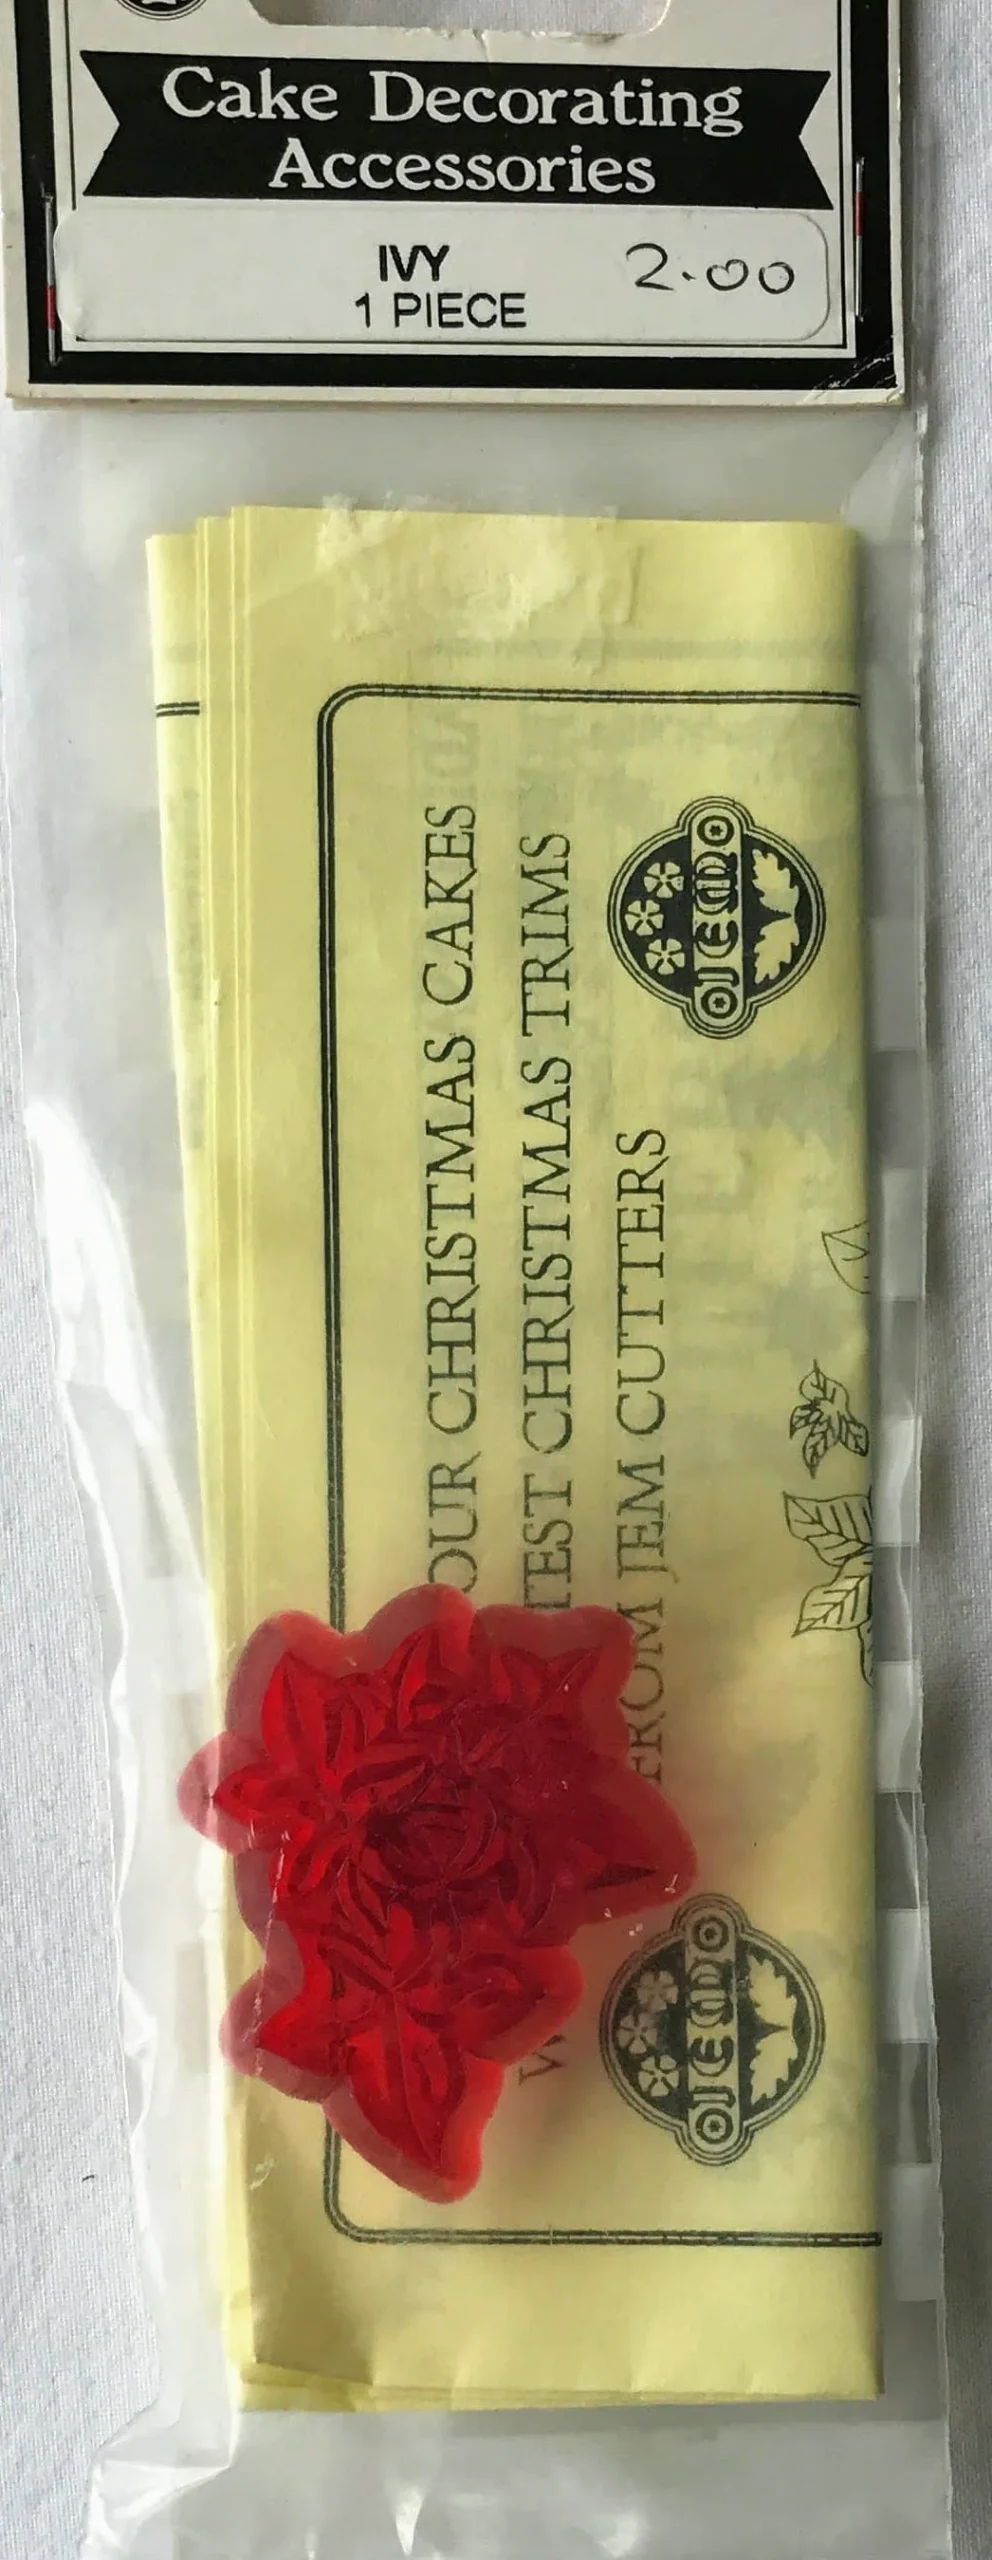 Cake Decorating
Accessories
IVY 2.00
1 PIECE
OUR CHRISTMAS CAKES
TEST CHRISTMAS TRIMS
FROM JEM CUTTERS
JEM
JEM